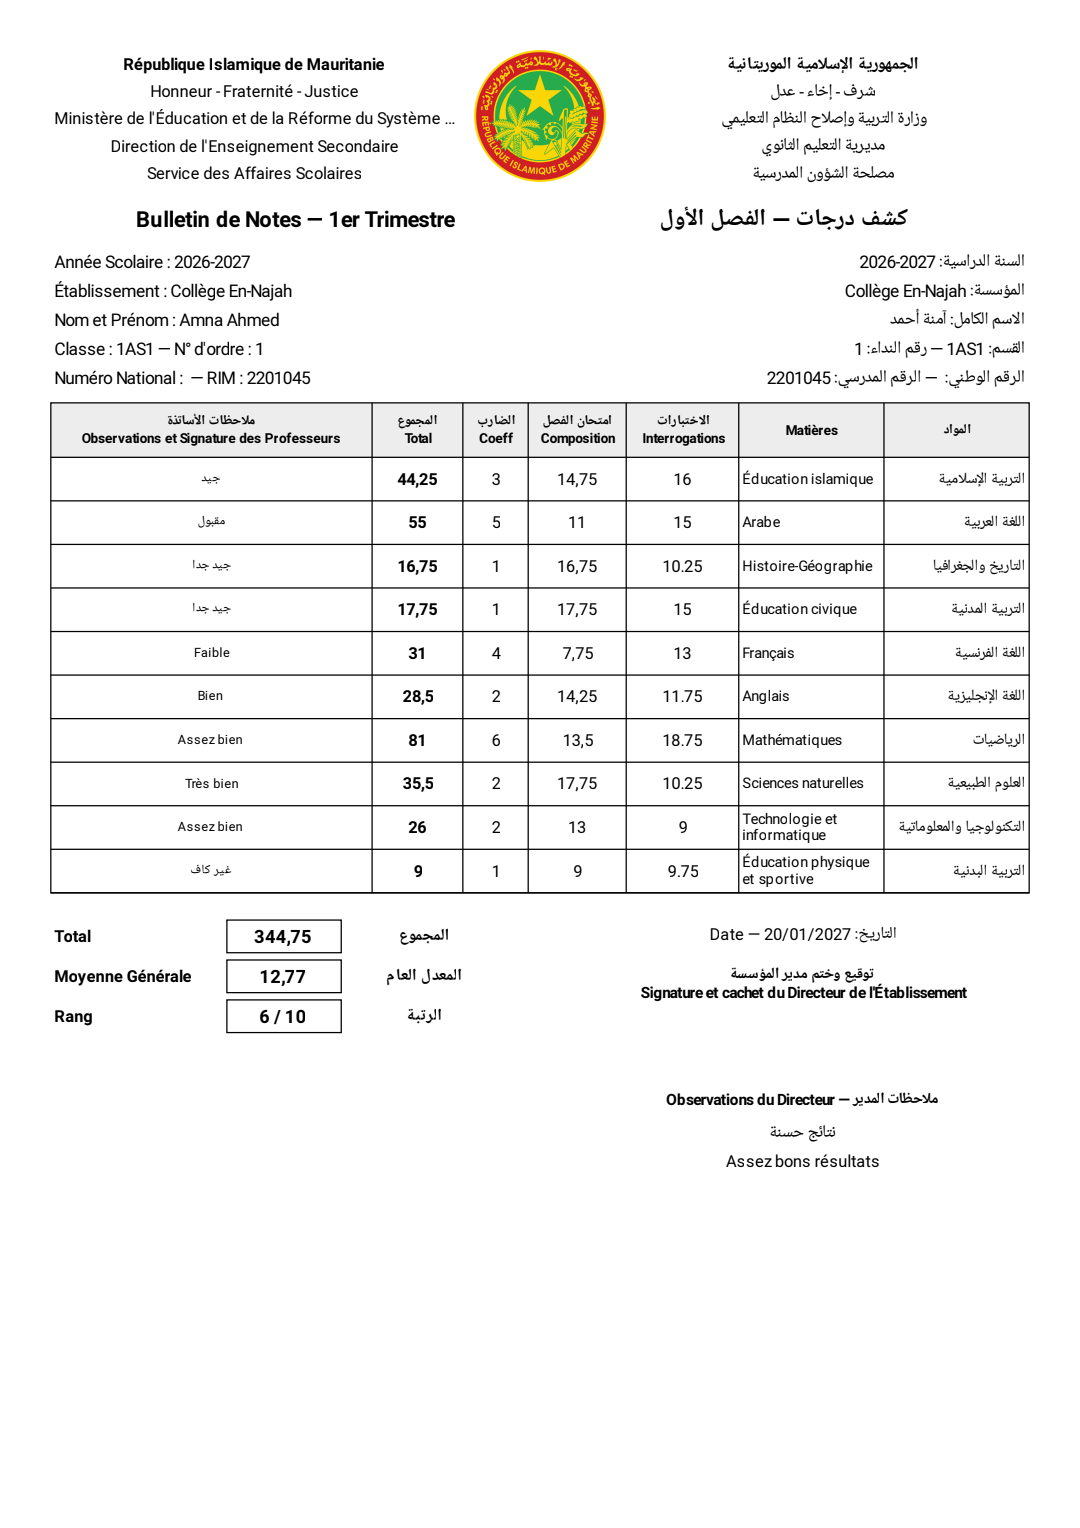 République Islamique de Mauritanie
Honneur - Fraternité - Justice
Ministère de l'Éducation et de la Réforme du Système ...
Direction de l'Enseignement Secondaire
Service des Affaires Scolaires
الجمهورية الإسلامية الموريتانية
RÉPUBLIQUE ISLAMIQUE DE MAURITANIE
الجمهورية الإسلامية الموريتانية
شرف - إخاء - عدل
وزارة التربية وإصلاح النظام التعليمي
مديرية التعليم الثانوي
مصلحة الشؤون المدرسية
Bulletin de Notes — 1er Trimestre
كشف درجات — الفصل الأول
Année Scolaire : 2026-2027
Établissement : Collège En-Najah
Nom et Prénom : Amna Ahmed
Classe : 1AS1 — N° d'ordre : 1
Numéro National : — RIM : 2201045
السنة الدراسية: 2026-2027
المؤسسة: Collège En-Najah
الاسم الكامل: آمنة أحمد
القسم: 1AS1 — رقم النداء: 1
الرقم الوطني: — الرقم المدرسي: 2201045
ملاحظات الأساتذة المجموع الضارب امتحان الفصل الاختبارات
Observations et Signature des Professeurs Total Coeff Composition Interrogations Matières المواد
جيد 44,25 3 14,75 16 Éducation islamique التربية الإسلامية
مقبول 55 5 11 15 Arabe اللغة العربية
جيد جدا 16,75 1 16,75 10.25 Histoire-Géographie التاريخ والجغرافيا
جيد جدا 17,75 1 17,75 15 Éducation civique التربية المدنية
Faible 31 4 7,75 13 Français اللغة الفرنسية
Bien 28,5 2 14,25 11.75 Anglais اللغة الإنجليزية
Assez bien 81 6 13,5 18.75 Mathématiques الرياضيات
Très bien 35,5 2 17,75 10.25 Sciences naturelles العلوم الطبيعية
Assez bien 26 2 13 9 Technologie et informatique التكنولوجيا والمعلوماتية
غير كاف 9 1 9 9.75 Éducation physique et sportive التربية البدنية
Total 344,75 المجموع
Moyenne Générale 12,77 المعدل العام
Rang 6 / 10 الرتبة
Date — 20/01/2027 :التاريخ
توقيع وختم مدير المؤسسة
Signature et cachet du Directeur de l'Établissement
Observations du Directeur — ملاحظات المدير
نتائج حسنة
Assez bons résultats